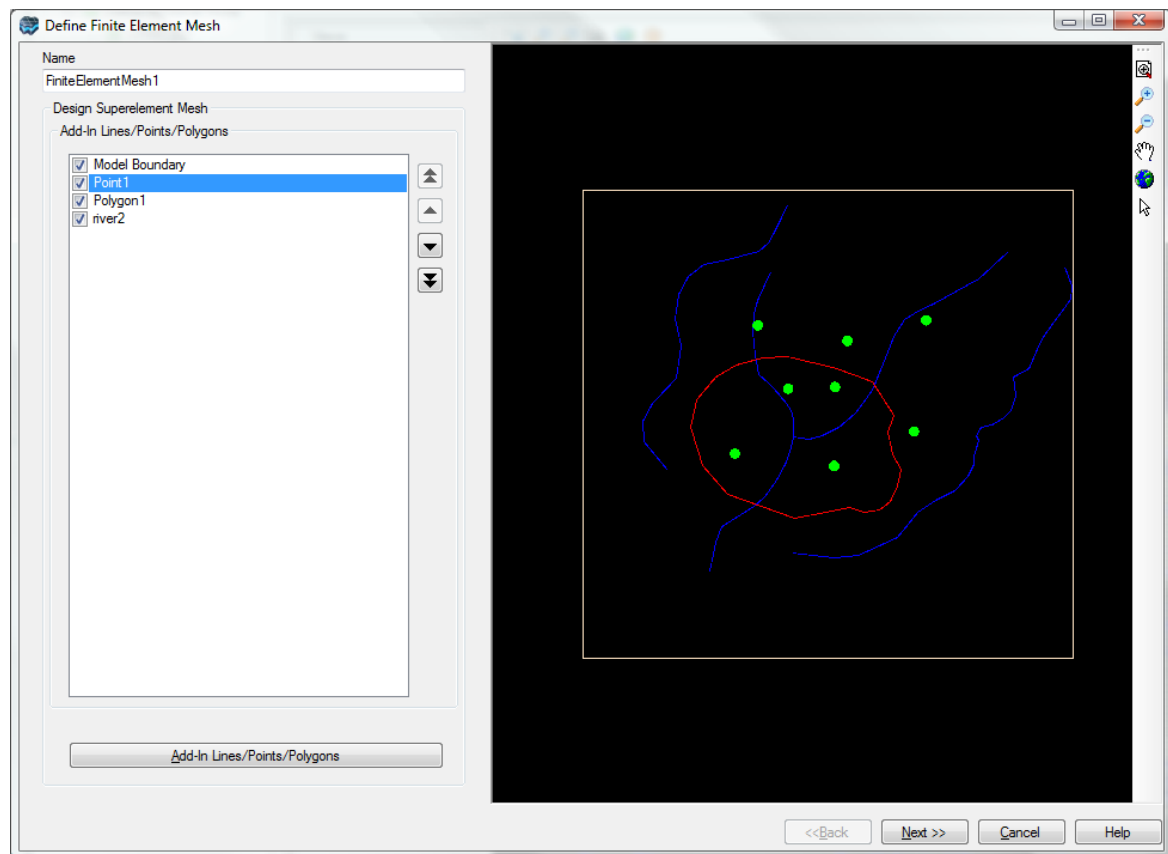 Define Finite Element Mesh
Name
FiniteElementMesh1
Design Superelement Mesh
Add-In Lines/Points/Polygons
Model Boundary
Point1
Polygon1
river2
Add-In Lines/Points/Polygons
<<Back Next >> Cancel Help